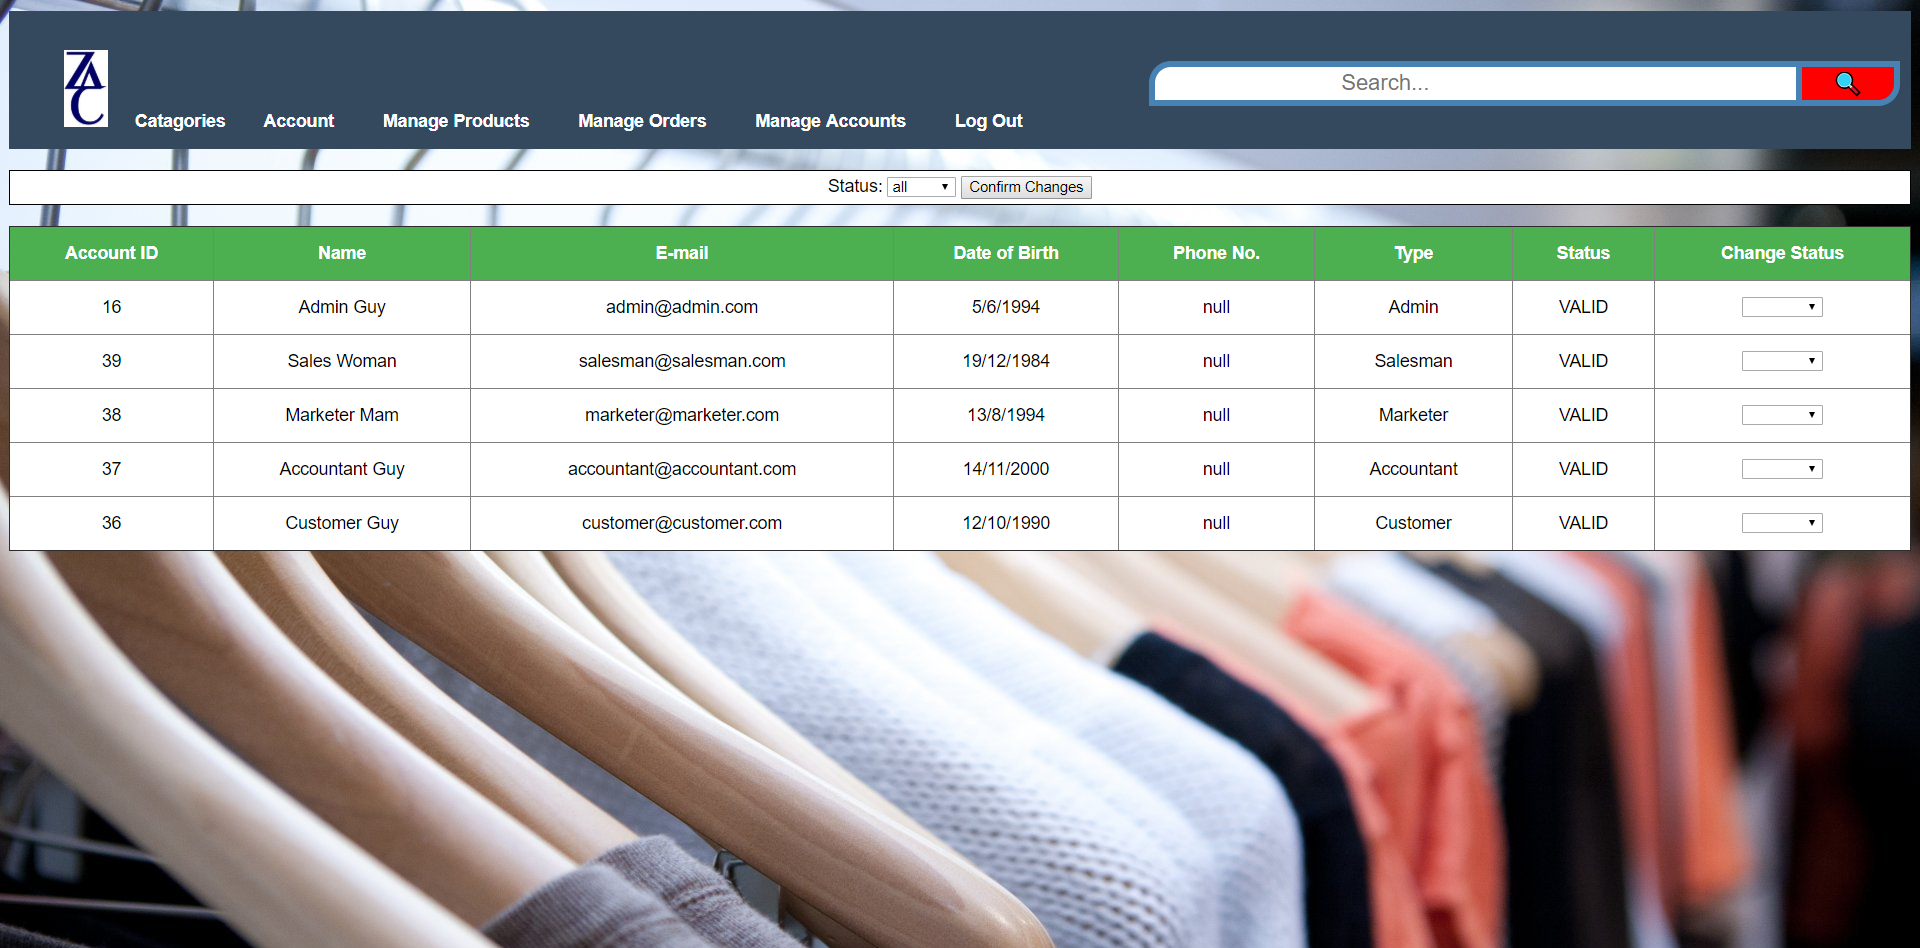 ZAC
Catagories Account Manage Products Manage Orders Manage Accounts Log Out
Search...
Status: all Confirm Changes
Account ID Name E-mail Date of Birth Phone No. Type Status Change Status
16 Admin Guy admin@admin.com 5/6/1994 null Admin VALID
39 Sales Woman salesman@salesman.com 19/12/1984 null Salesman VALID
38 Marketer Mam marketer@marketer.com 13/8/1994 null Marketer VALID
37 Accountant Guy accountant@accountant.com 14/11/2000 null Accountant VALID
36 Customer Guy customer@customer.com 12/10/1990 null Customer VALID